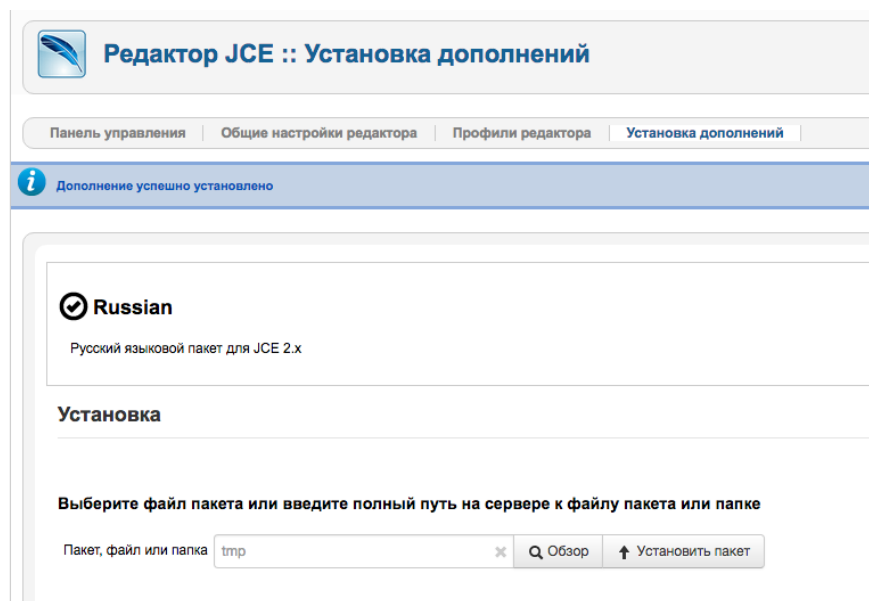 Редактор JCE :: Установка дополнений
Панель управления Общие настройки редактора Профили редактора Установка дополнений
Дополнение успешно установлено
Russian
Русский языковой пакет для JCE 2.x
Установка
Выберите файл пакета или введите полный путь на сервере к файлу пакета или папке
Пакет, файл или папка tmp Обзор Установить пакет